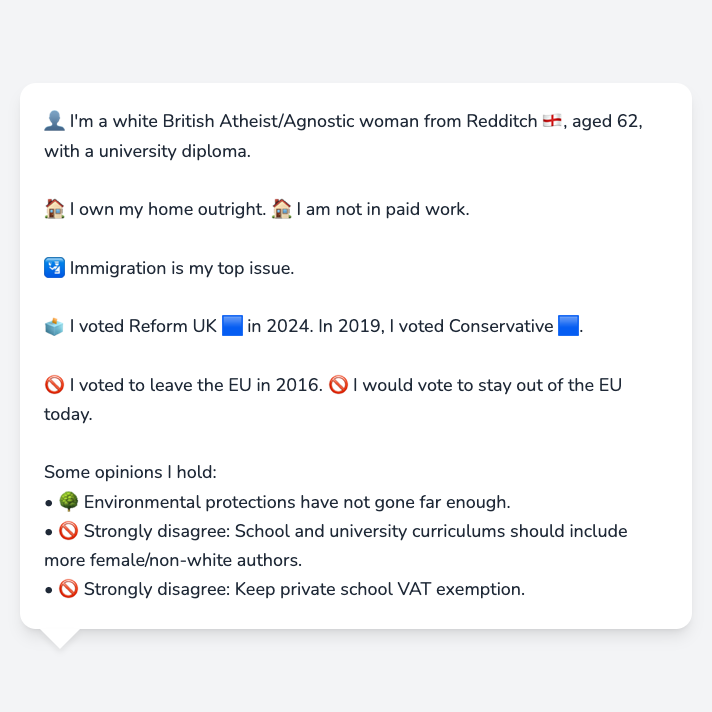 👤 I'm a white British Atheist/Agnostic woman from Redditch 🏴󠁧󠁢󠁥󠁮󠁧󠁿, aged 62,
with a university diploma.
🏠 I own my home outright. 🏠 I am not in paid work.
🛂 Immigration is my top issue.
🗳️ I voted Reform UK 🟦 in 2024. In 2019, I voted Conservative 🟦.
🚫 I voted to leave the EU in 2016. 🚫 I would vote to stay out of the EU
today.
Some opinions I hold:
• 🌳 Environmental protections have not gone far enough.
• 🚫 Strongly disagree: School and university curriculums should include
more female/non-white authors.
• 🚫 Strongly disagree: Keep private school VAT exemption.